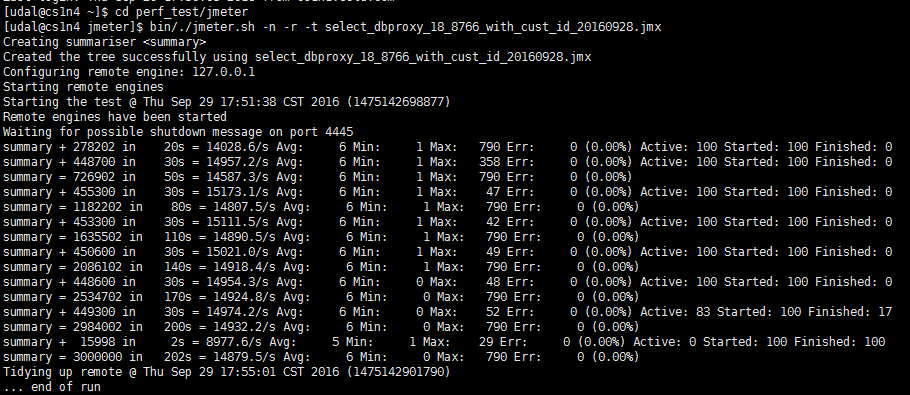 [udal@cs1n4 ~]$ cd perf_test/jmeter
[udal@cs1n4 jmeter]$ bin/./jmeter.sh -n -r -t select_dbproxy_18_8766_with_cust_id_20160928.jmx
Creating summariser <summary>
Created the tree successfully using select_dbproxy_18_8766_with_cust_id_20160928.jmx
Configuring remote engine: 127.0.0.1
Starting remote engines
Starting the test @ Thu Sep 29 17:51:38 CST 2016 (1475142698877)
Remote engines have been started
Waiting for possible shutdown message on port 4445
summary + 278202 in    20s = 14028.6/s Avg:     6 Min:     1 Max:   790 Err:     0 (0.00%) Active: 100 Started: 100 Finished: 0
summary + 448700 in    30s = 14957.2/s Avg:     6 Min:     1 Max:   358 Err:     0 (0.00%) Active: 100 Started: 100 Finished: 0
summary = 726902 in    50s = 14587.3/s Avg:     6 Min:     1 Max:   790 Err:     0 (0.00%)
summary + 455300 in    30s = 15173.1/s Avg:     6 Min:     1 Max:    47 Err:     0 (0.00%) Active: 100 Started: 100 Finished: 0
summary = 1182202 in    80s = 14807.5/s Avg:     6 Min:     1 Max:   790 Err:     0 (0.00%)
summary + 453300 in    30s = 15111.5/s Avg:     6 Min:     1 Max:    42 Err:     0 (0.00%) Active: 100 Started: 100 Finished: 0
summary = 1635502 in   110s = 14890.5/s Avg:     6 Min:     1 Max:   790 Err:     0 (0.00%)
summary + 450600 in    30s = 15021.0/s Avg:     6 Min:     1 Max:    49 Err:     0 (0.00%) Active: 100 Started: 100 Finished: 0
summary = 2086102 in   140s = 14918.4/s Avg:     6 Min:     1 Max:   790 Err:     0 (0.00%)
summary + 448600 in    30s = 14954.3/s Avg:     6 Min:     0 Max:    48 Err:     0 (0.00%) Active: 100 Started: 100 Finished: 0
summary = 2534702 in   170s = 14924.8/s Avg:     6 Min:     0 Max:   790 Err:     0 (0.00%)
summary + 449300 in    30s = 14974.2/s Avg:     6 Min:     0 Max:    52 Err:     0 (0.00%) Active: 83 Started: 100 Finished: 17
summary = 2984002 in   200s = 14932.2/s Avg:     6 Min:     0 Max:   790 Err:     0 (0.00%)
summary +  15998 in     2s = 8977.6/s Avg:     5 Min:     1 Max:    29 Err:     0 (0.00%) Active: 0 Started: 100 Finished: 100
summary = 3000000 in   202s = 14879.5/s Avg:     6 Min:     0 Max:   790 Err:     0 (0.00%)
Tidying up remote @ Thu Sep 29 17:55:01 CST 2016 (1475142901790)
... end of run